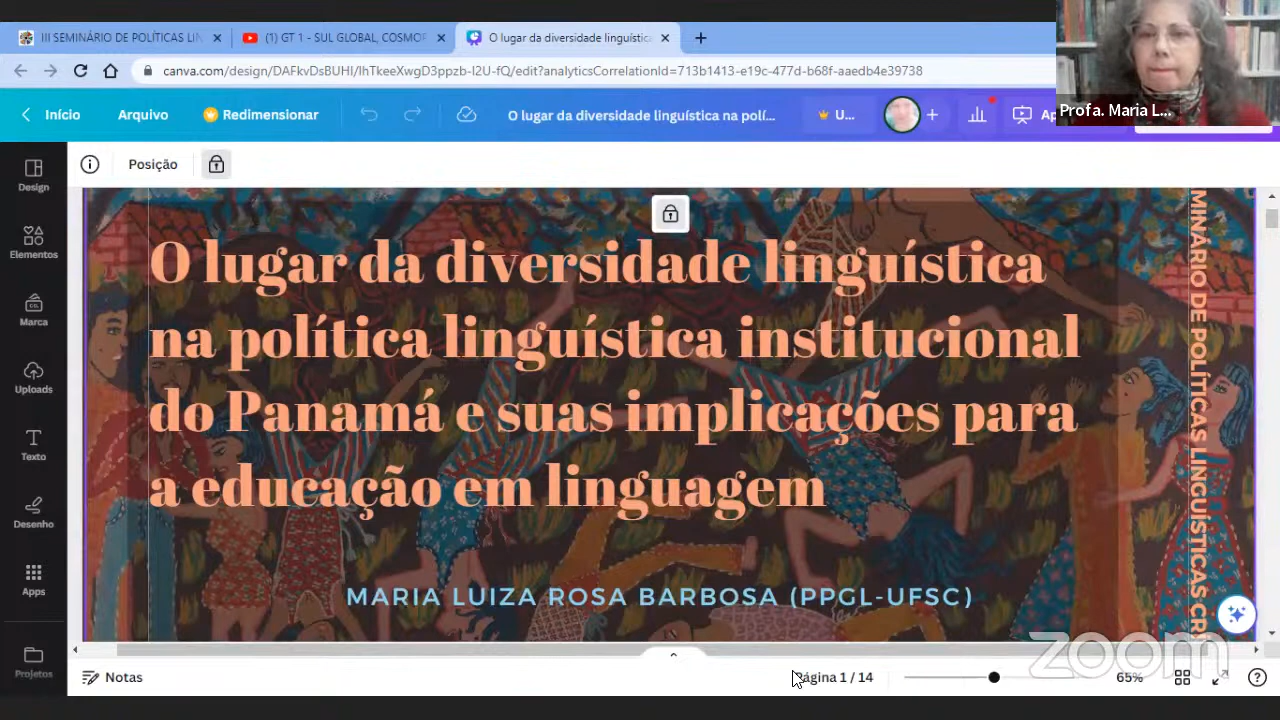 III SEMINÁRIO DE POLÍTICAS LIN
(1) GT 1 - SUL GLOBAL, COSMOF
O lugar da diversidade linguística
canva.com/design/DAFkvDsBUHI/lhTkeeXwgD3ppzb-I2U-fQ/edit?analyticsCorrelationId=713b1413-e19c-477d-b68f-aaedb4e39738
Início
Arquivo
Redimensionar
O lugar da diversidade linguística na polí...
U...
Ap
Profa. Maria L...
Posição
Design
Elementos
Marca
Uploads
Texto
Desenho
Apps
Projetos
O lugar da diversidade linguística
na política linguística institucional
do Panamá e suas implicações para
a educação em linguagem
MARIA LUIZA ROSA BARBOSA (PPGL-UFSC)
MINÁRIO DE POLÍTICAS LINGUÍSTICAS CRÍ
zoom
Notas
Página 1 / 14
65%